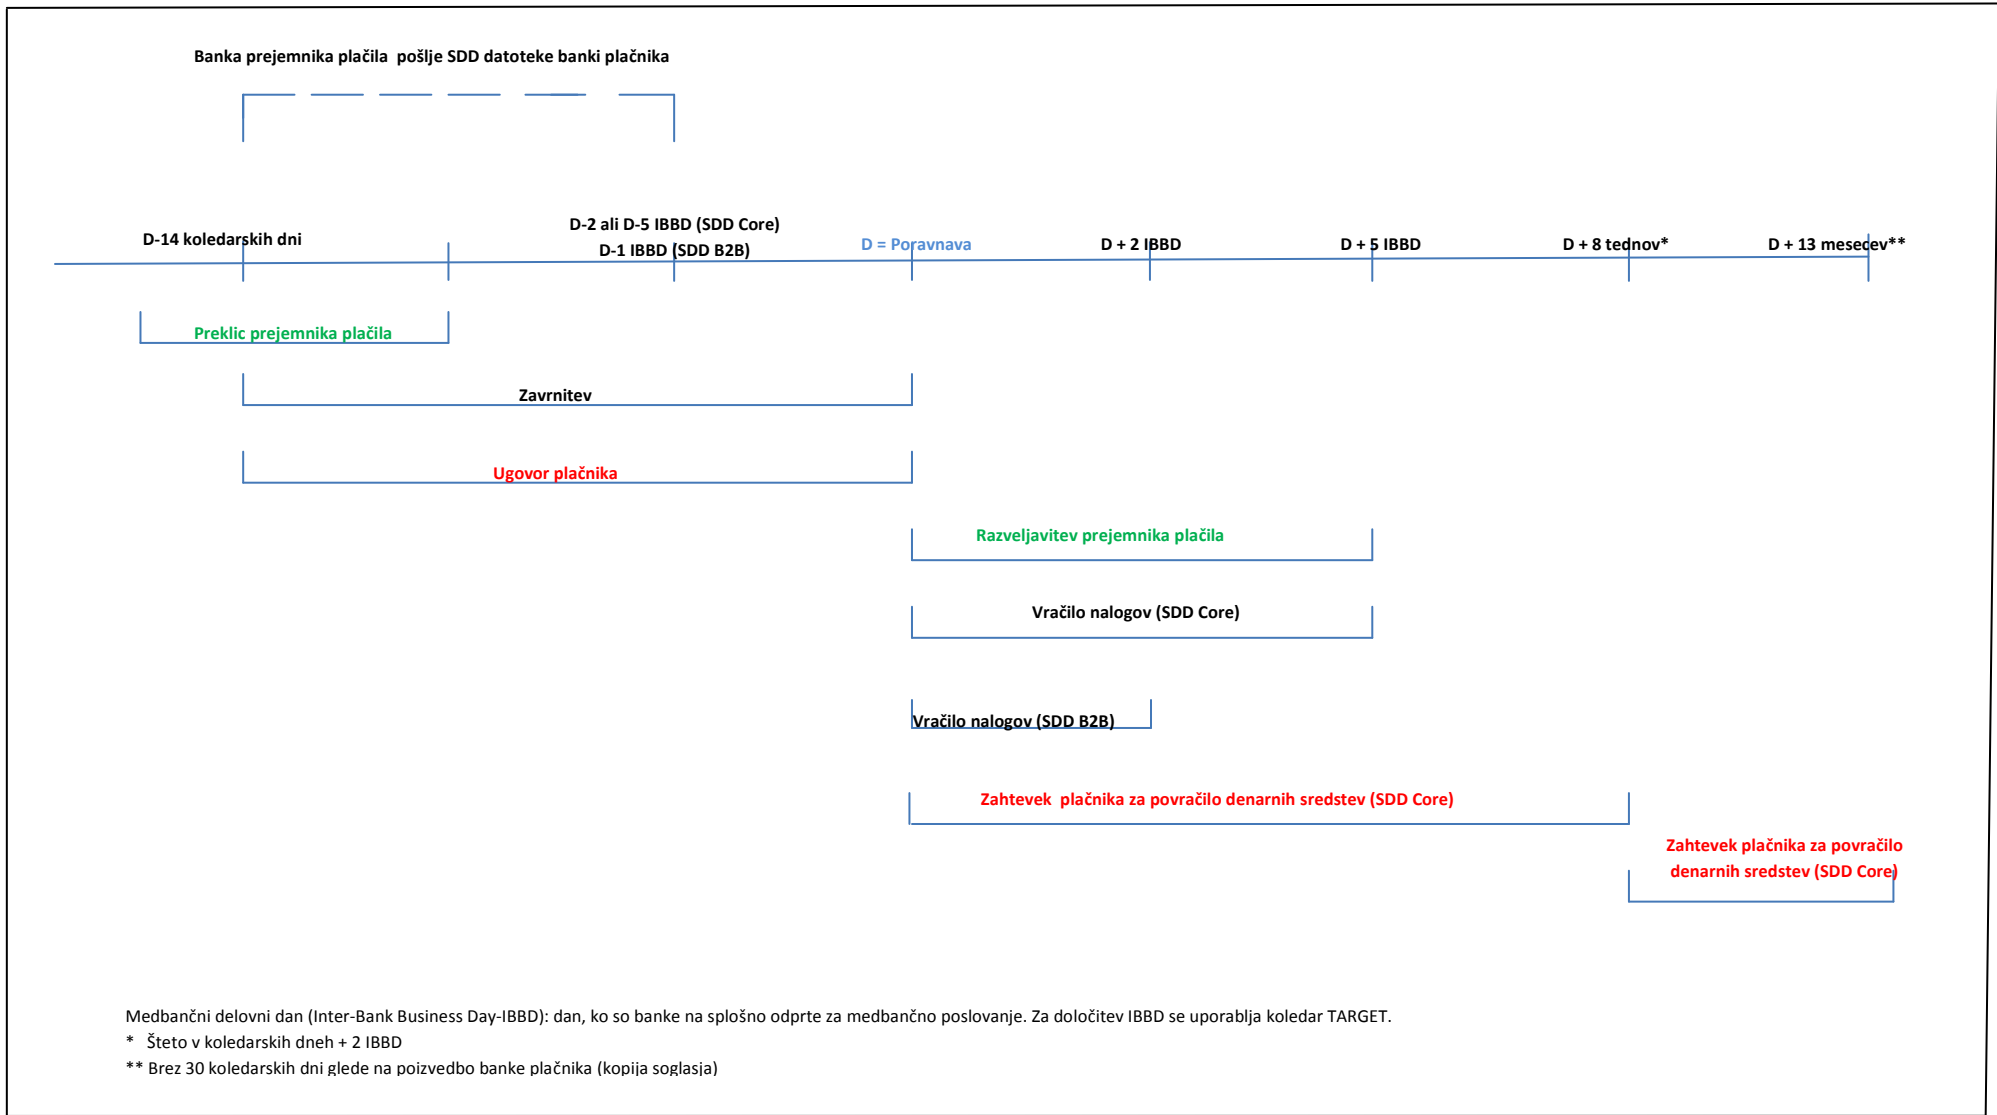 Banka prejemnika plačila  pošlje SDD datoteke banki plačnika
D-14 koledarskih dni
D-2 ali D-5 IBBD (SDD Core)
D-1 IBBD (SDD B2B)
D = Poravnava
D + 2 IBBD
D + 5 IBBD
D + 8 tednov*
D + 13 mesecev**
Preklic prejemnika plačila
Zavrnitev
Ugovor plačnika
Razveljavitev prejemnika plačila
Vračilo nalogov (SDD Core)
Vračilo nalogov (SDD B2B)
Zahtevek  plačnika za povračilo denarnih sredstev (SDD Core)
Zahtevek plačnika za povračilo
denarnih sredstev (SDD Core)
Medbančni delovni dan (Inter-Bank Business Day-IBBD): dan, ko so banke na splošno odprte za medbančno poslovanje. Za določitev IBBD se uporablja koledar TARGET.
*   Šteto v koledarskih dneh + 2 IBBD
** Brez 30 koledarskih dni glede na poizvedbo banke plačnika (kopija soglasja)